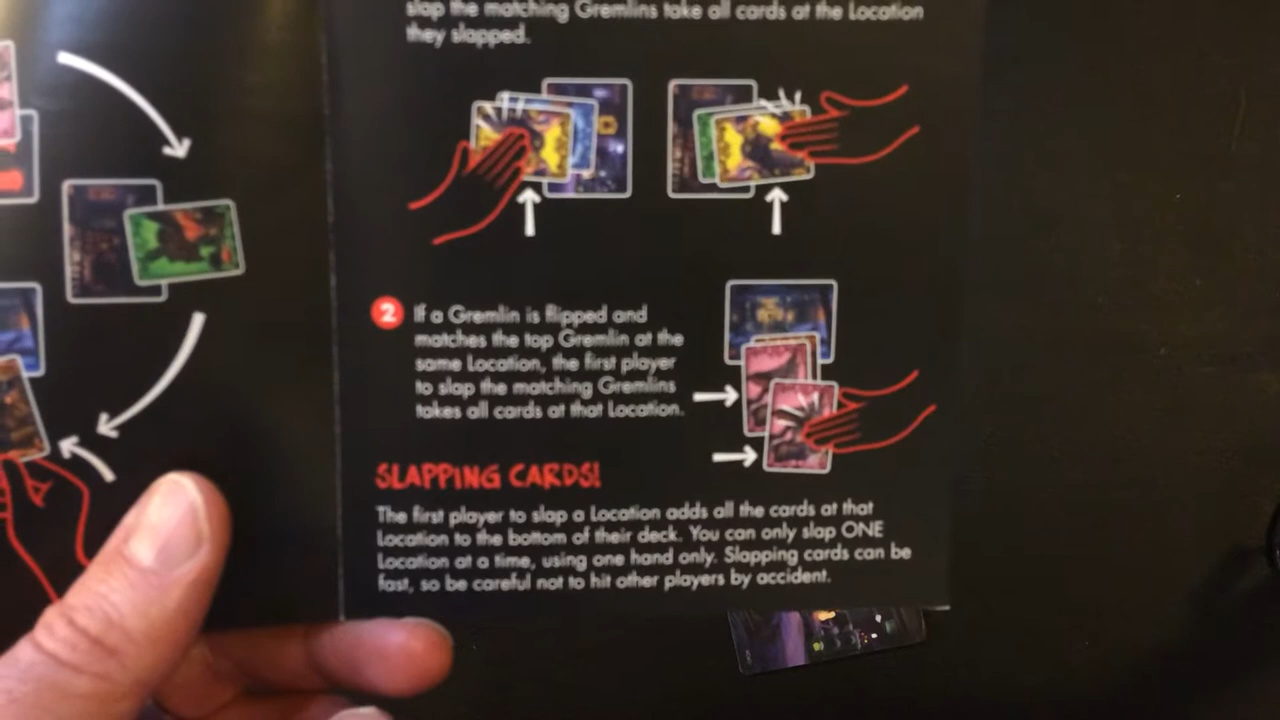 slap the matching Gremlins take all cards at the Location
they slapped.
2 If a Gremlin is flipped and
matches the top Gremlin at the
same Location, the first player
to slap the matching Gremlins
takes all cards at that Location.
SLAPPING CARDS!
The first player to slap a Location adds all the cards at that
Location to the bottom of their deck. You can only slap ONE
Location at a time, using one hand only. Slapping cards can be
fast, so be careful not to hit other players by accident.